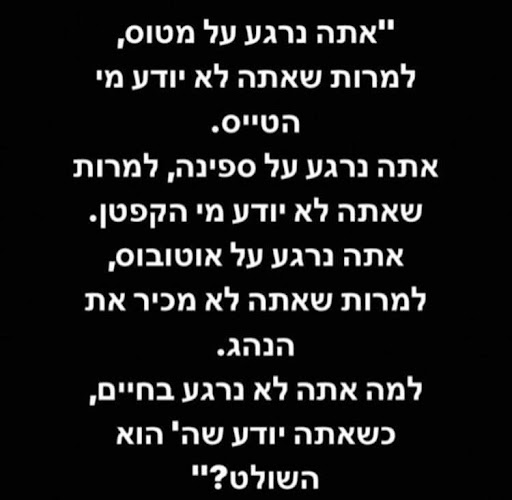 "אתה נרגע על מטוס,
למרות שאתה לא יודע מי
הטייס.
אתה נרגע על ספינה, למרות
שאתה לא יודע מי הקפטן.
אתה נרגע על אוטובוס,
למרות שאתה לא מכיר את
הנהג.
למה אתה לא נרגע בחיים,
כשאתה יודע שה' הוא
השולט?"